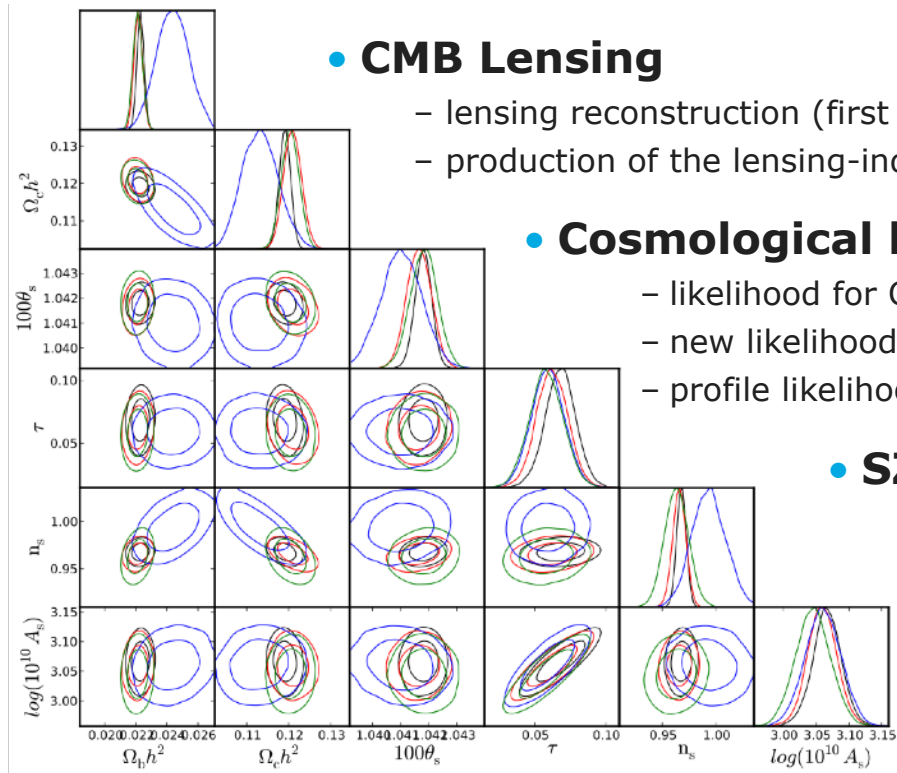 • CMB Lensing
– lensing reconstruction (first
– production of the lensing-ind
• Cosmological l
– likelihood for C
– new likelihood
– profile likelihoo
• SZ
0.13
0.12
0.11
Ω_c h²
1.043
1.042
1.041
1.040
100θ_s
0.10
0.05
τ
1.00
0.95
n_s
3.15
3.10
3.05
3.00
log(10¹⁰ A_s)
0.020 0.022 0.024 0.026 0.11 0.12 0.13 1.040 1.041 1.042 1.043 0.05 0.10 0.95 1.00 3.00 3.05 3.10 3.15
Ω_b h² Ω_c h² 100θ_s τ n_s log(10¹⁰ A_s)